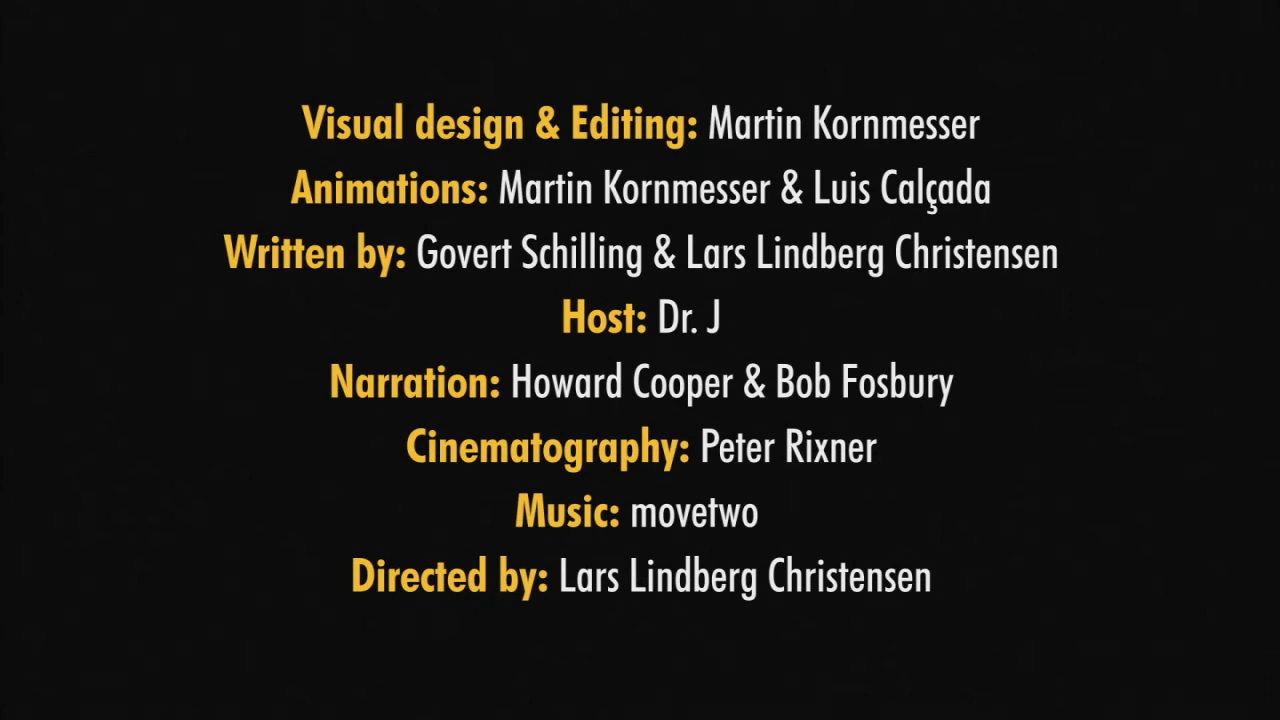 Visual design & Editing: Martin Kornmesser
Animations: Martin Kornmesser & Luis Calçada
Written by: Govert Schilling & Lars Lindberg Christensen
Host: Dr. J
Narration: Howard Cooper & Bob Fosbury
Cinematography: Peter Rixner
Music: movetwo
Directed by: Lars Lindberg Christensen